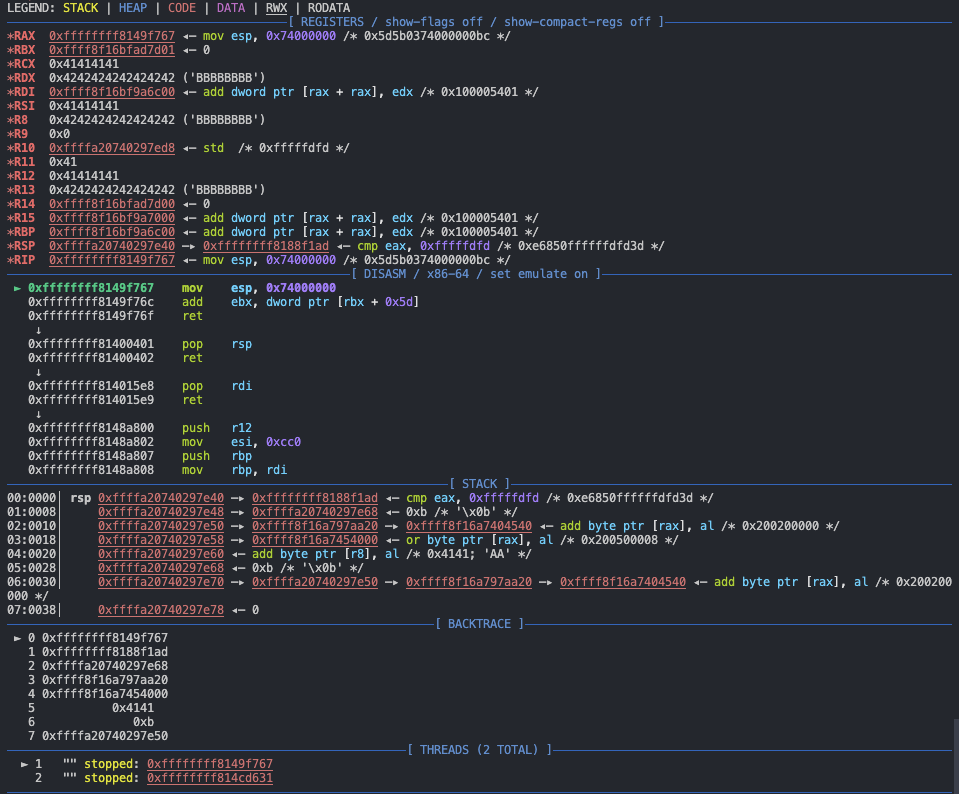 LEGEND: STACK | HEAP | CODE | DATA | RWX | RODATA
[ REGISTERS / show-flags off / show-compact-regs off ]
*RAX 0xffffffff8149f767 ◂— mov esp, 0x74000000 /* 0x5d5b0374000000bc */
*RBX 0xffff8f16bfad7d01 ◂— 0
*RCX 0x41414141
*RDX 0x4242424242424242 ('BBBBBBBB')
*RDI 0xffff8f16bf9a6c00 ◂— add dword ptr [rax + rax], edx /* 0x100005401 */
*RSI 0x41414141
*R8 0x4242424242424242 ('BBBBBBBB')
*R9 0x0
*R10 0xffffa20740297ed8 ◂— std /* 0xfffffdfd */
*R11 0x41
*R12 0x41414141
*R13 0x4242424242424242 ('BBBBBBBB')
*R14 0xffff8f16bfad7d00 ◂— 0
*R15 0xffff8f16bf9a7000 ◂— add dword ptr [rax + rax], edx /* 0x100005401 */
*RBP 0xffff8f16bf9a6c00 ◂— add dword ptr [rax + rax], edx /* 0x100005401 */
*RSP 0xffffa20740297e40 —▸ 0xffffffff8188f1ad ◂— cmp eax, 0xfffffdfd /* 0xe6850ffffffdfd3d */
*RIP 0xffffffff8149f767 ◂— mov esp, 0x74000000 /* 0x5d5b0374000000bc */
[ DISASM / x86-64 / set emulate on ]
► 0xffffffff8149f767 mov esp, 0x74000000
0xffffffff8149f76c add ebx, dword ptr [rbx + 0x5d]
0xffffffff8149f76f ret
↓
0xffffffff81400401 pop rsp
0xffffffff81400402 ret
↓
0xffffffff814015e8 pop rdi
0xffffffff814015e9 ret
↓
0xffffffff8148a800 push r12
0xffffffff8148a802 mov esi, 0xcc0
0xffffffff8148a807 push rbp
0xffffffff8148a808 mov rbp, rdi
[ STACK ]
00:0000│ rsp 0xffffa20740297e40 —▸ 0xffffffff8188f1ad ◂— cmp eax, 0xfffffdfd /* 0xe6850ffffffdfd3d */
01:0008│ 0xffffa20740297e48 —▸ 0xffffa20740297e68 ◂— 0xb /* '\x0b' */
02:0010│ 0xffffa20740297e50 —▸ 0xffff8f16a797aa20 —▸ 0xffff8f16a7404540 ◂— add byte ptr [rax], al /* 0x200200000 */
03:0018│ 0xffffa20740297e58 —▸ 0xffff8f16a7454000 ◂— or byte ptr [rax], al /* 0x200500008 */
04:0020│ 0xffffa20740297e60 ◂— add byte ptr [r8], al /* 0x4141; 'AA' */
05:0028│ 0xffffa20740297e68 ◂— 0xb /* '\x0b' */
06:0030│ 0xffffa20740297e70 —▸ 0xffffa20740297e50 —▸ 0xffff8f16a797aa20 —▸ 0xffff8f16a7404540 ◂— add byte ptr [rax], al /* 0x200200
000 */
07:0038│ 0xffffa20740297e78 ◂— 0
[ BACKTRACE ]
► 0 0xffffffff8149f767
1 0xffffffff8188f1ad
2 0xffffa20740297e68
3 0xffff8f16a797aa20
4 0xffff8f16a7454000
5 0x4141
6 0xb
7 0xffffa20740297e50
[ THREADS (2 TOTAL) ]
► 1 "" stopped: 0xffffffff8149f767
2 "" stopped: 0xffffffff814cd631